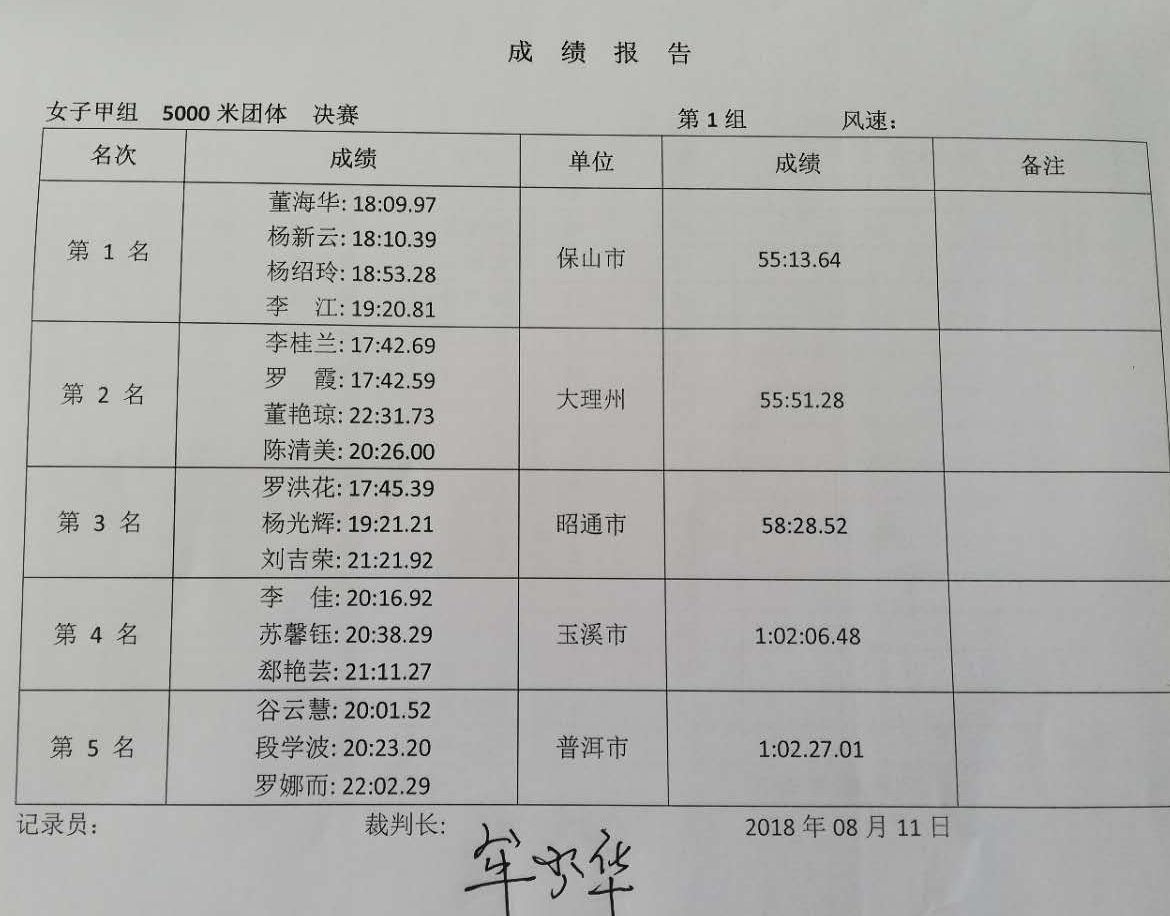 成 绩 报 告
女子甲组 5000 米团体 决赛 第 1 组 风速:
名次 成绩 单位 成绩 备注
第 1 名
董海华: 18:09.97
杨新云: 18:10.39
杨绍玲: 18:53.28
李 江: 19:20.81
保山市
55:13.64
第 2 名
李桂兰: 17:42.69
罗 霞: 17:42.59
董艳琼: 22:31.73
陈清美: 20:26.00
大理州
55:51.28
第 3 名
罗洪花: 17:45.39
杨光辉: 19:21.21
刘吉荣: 21:21.92
昭通市
58:28.52
第 4 名
李 佳: 20:16.92
苏馨钰: 20:38.29
郄艳芸: 21:11.27
玉溪市
1:02:06.48
第 5 名
谷云慧: 20:01.52
段学波: 20:23.20
罗娜而: 22:02.29
普洱市
1:02.27.01
记录员: 裁判长: 2018 年 08 月 11 日